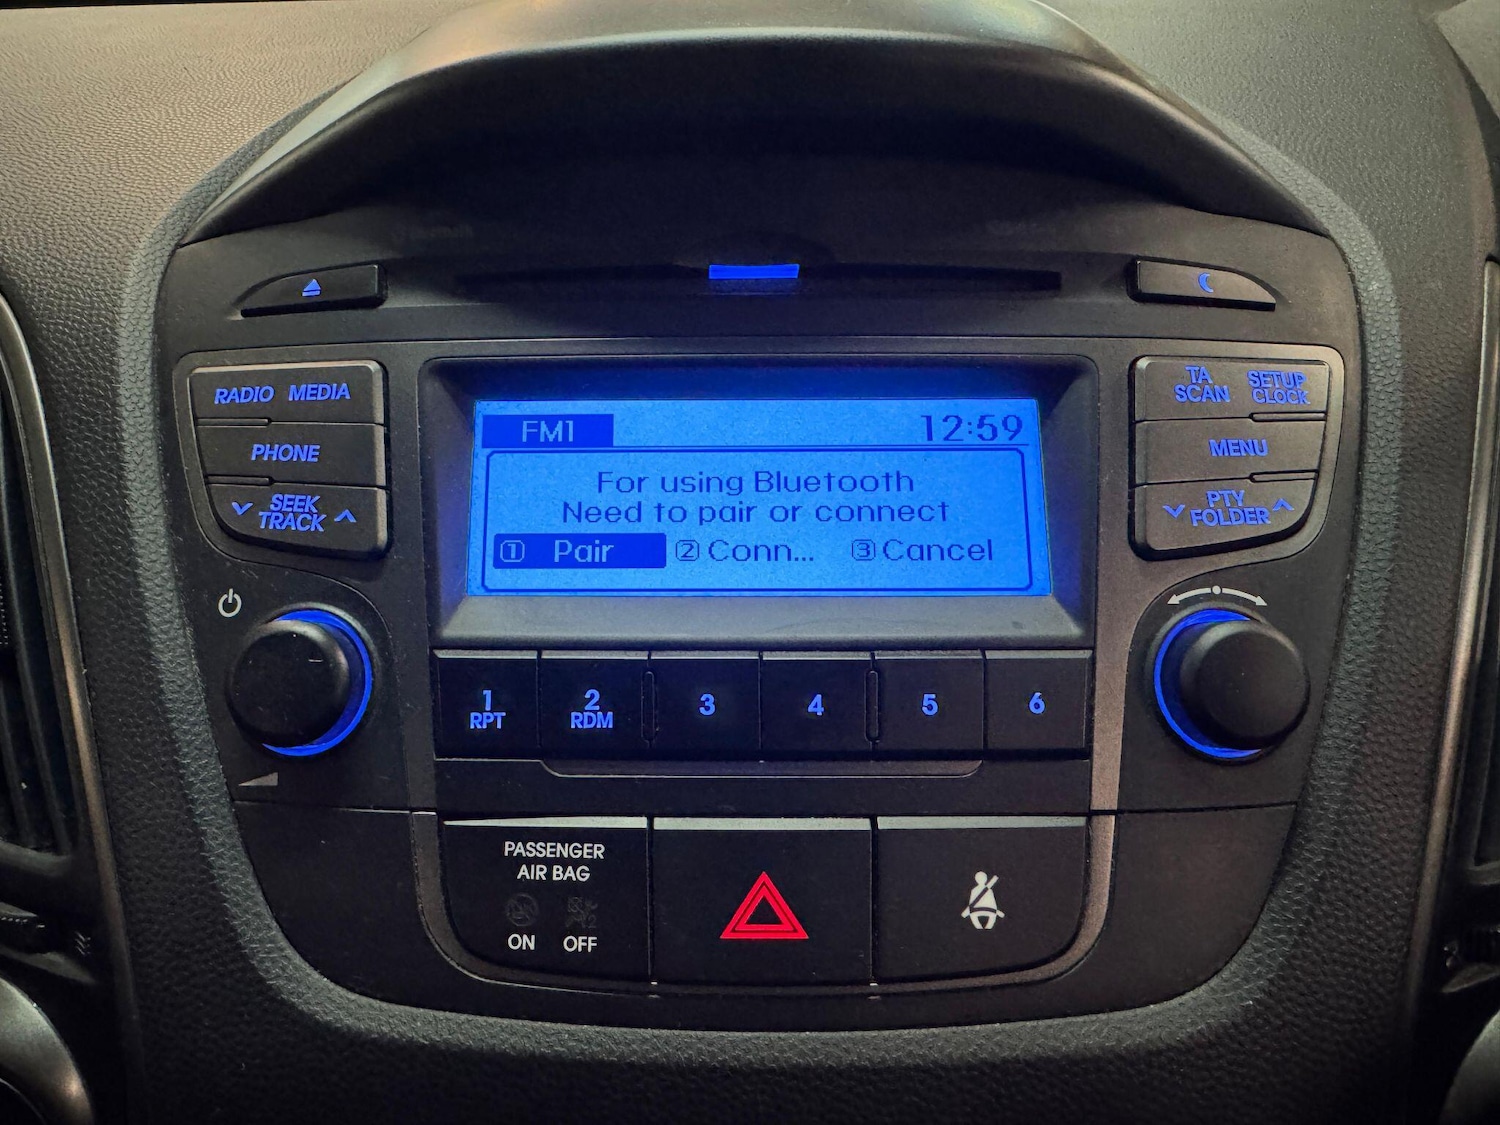 RADIO MEDIA
PHONE
SEEK
TRACK
FM1 12:59
For using Bluetooth
Need to pair or connect
1 Pair 2 Conn... 3 Cancel
TA
SCAN
SETUP
CLOCK
MENU
PTY
FOLDER
1
RPT
2
RDM
3
4
5
6
PASSENGER
AIR BAG
ON OFF